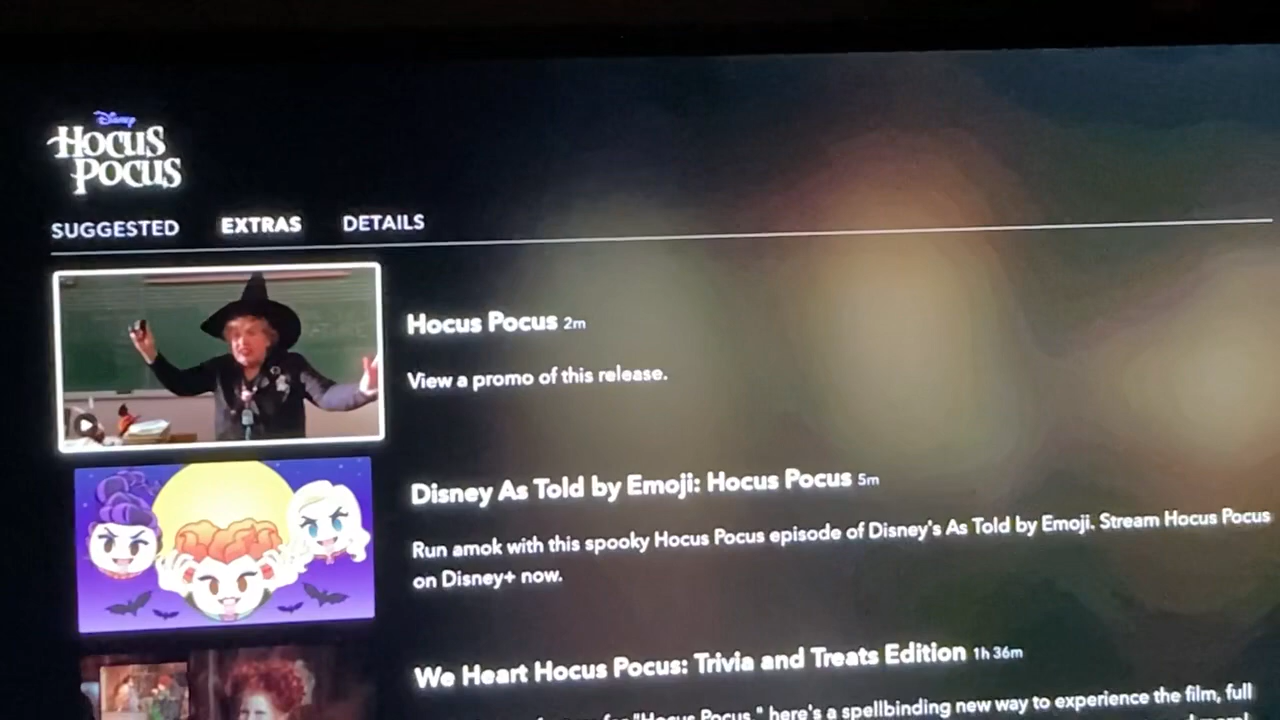 Disney
HOCUS
POCUS
SUGGESTED EXTRAS DETAILS
Hocus Pocus 2m
View a promo of this release.
Disney As Told by Emoji: Hocus Pocus 5m
Run amok with this spooky Hocus Pocus episode of Disney's As Told by Emoji. Stream Hocus Pocus
on Disney+ now.
We Heart Hocus Pocus: Trivia and Treats Edition 1h 36m
"Hocus Pocus," here's a spellbinding new way to experience the film, full